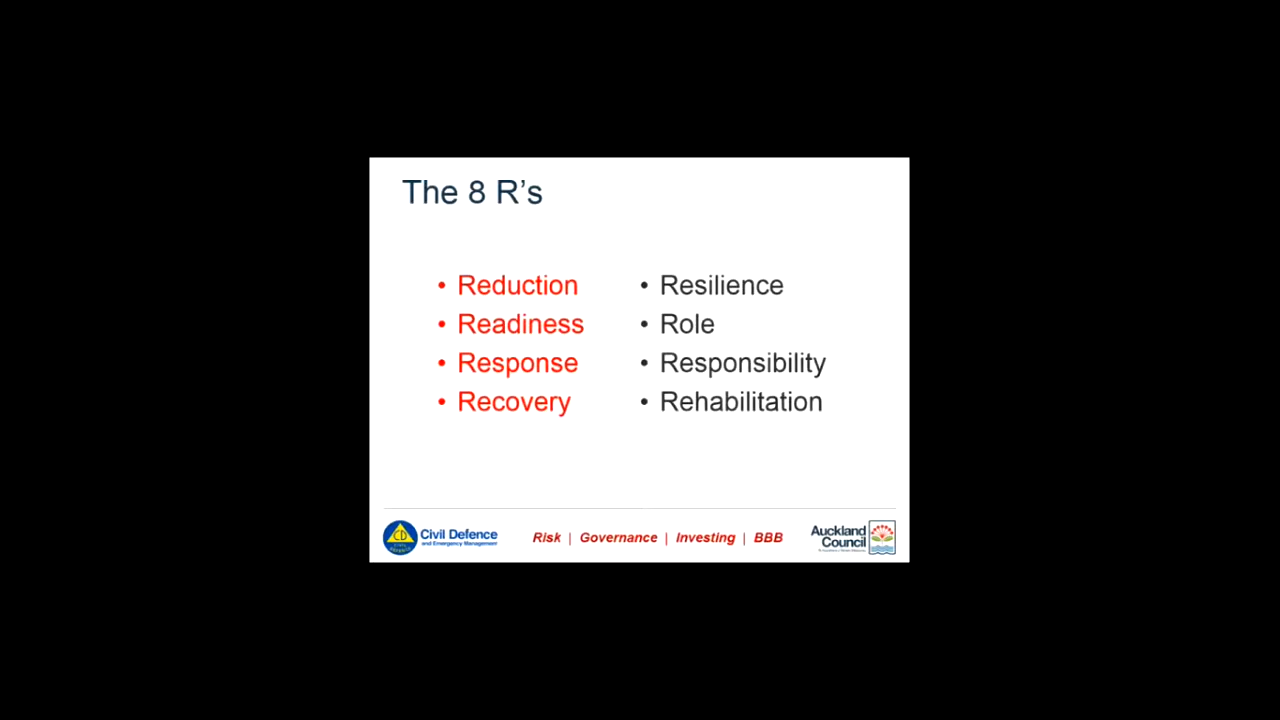 The 8 R's
• Reduction
• Readiness
• Response
• Recovery
• Resilience
• Role
• Responsibility
• Rehabilitation
CD
Civil Defence
and Emergency Management
Risk | Governance | Investing | BBB
Auckland
Council